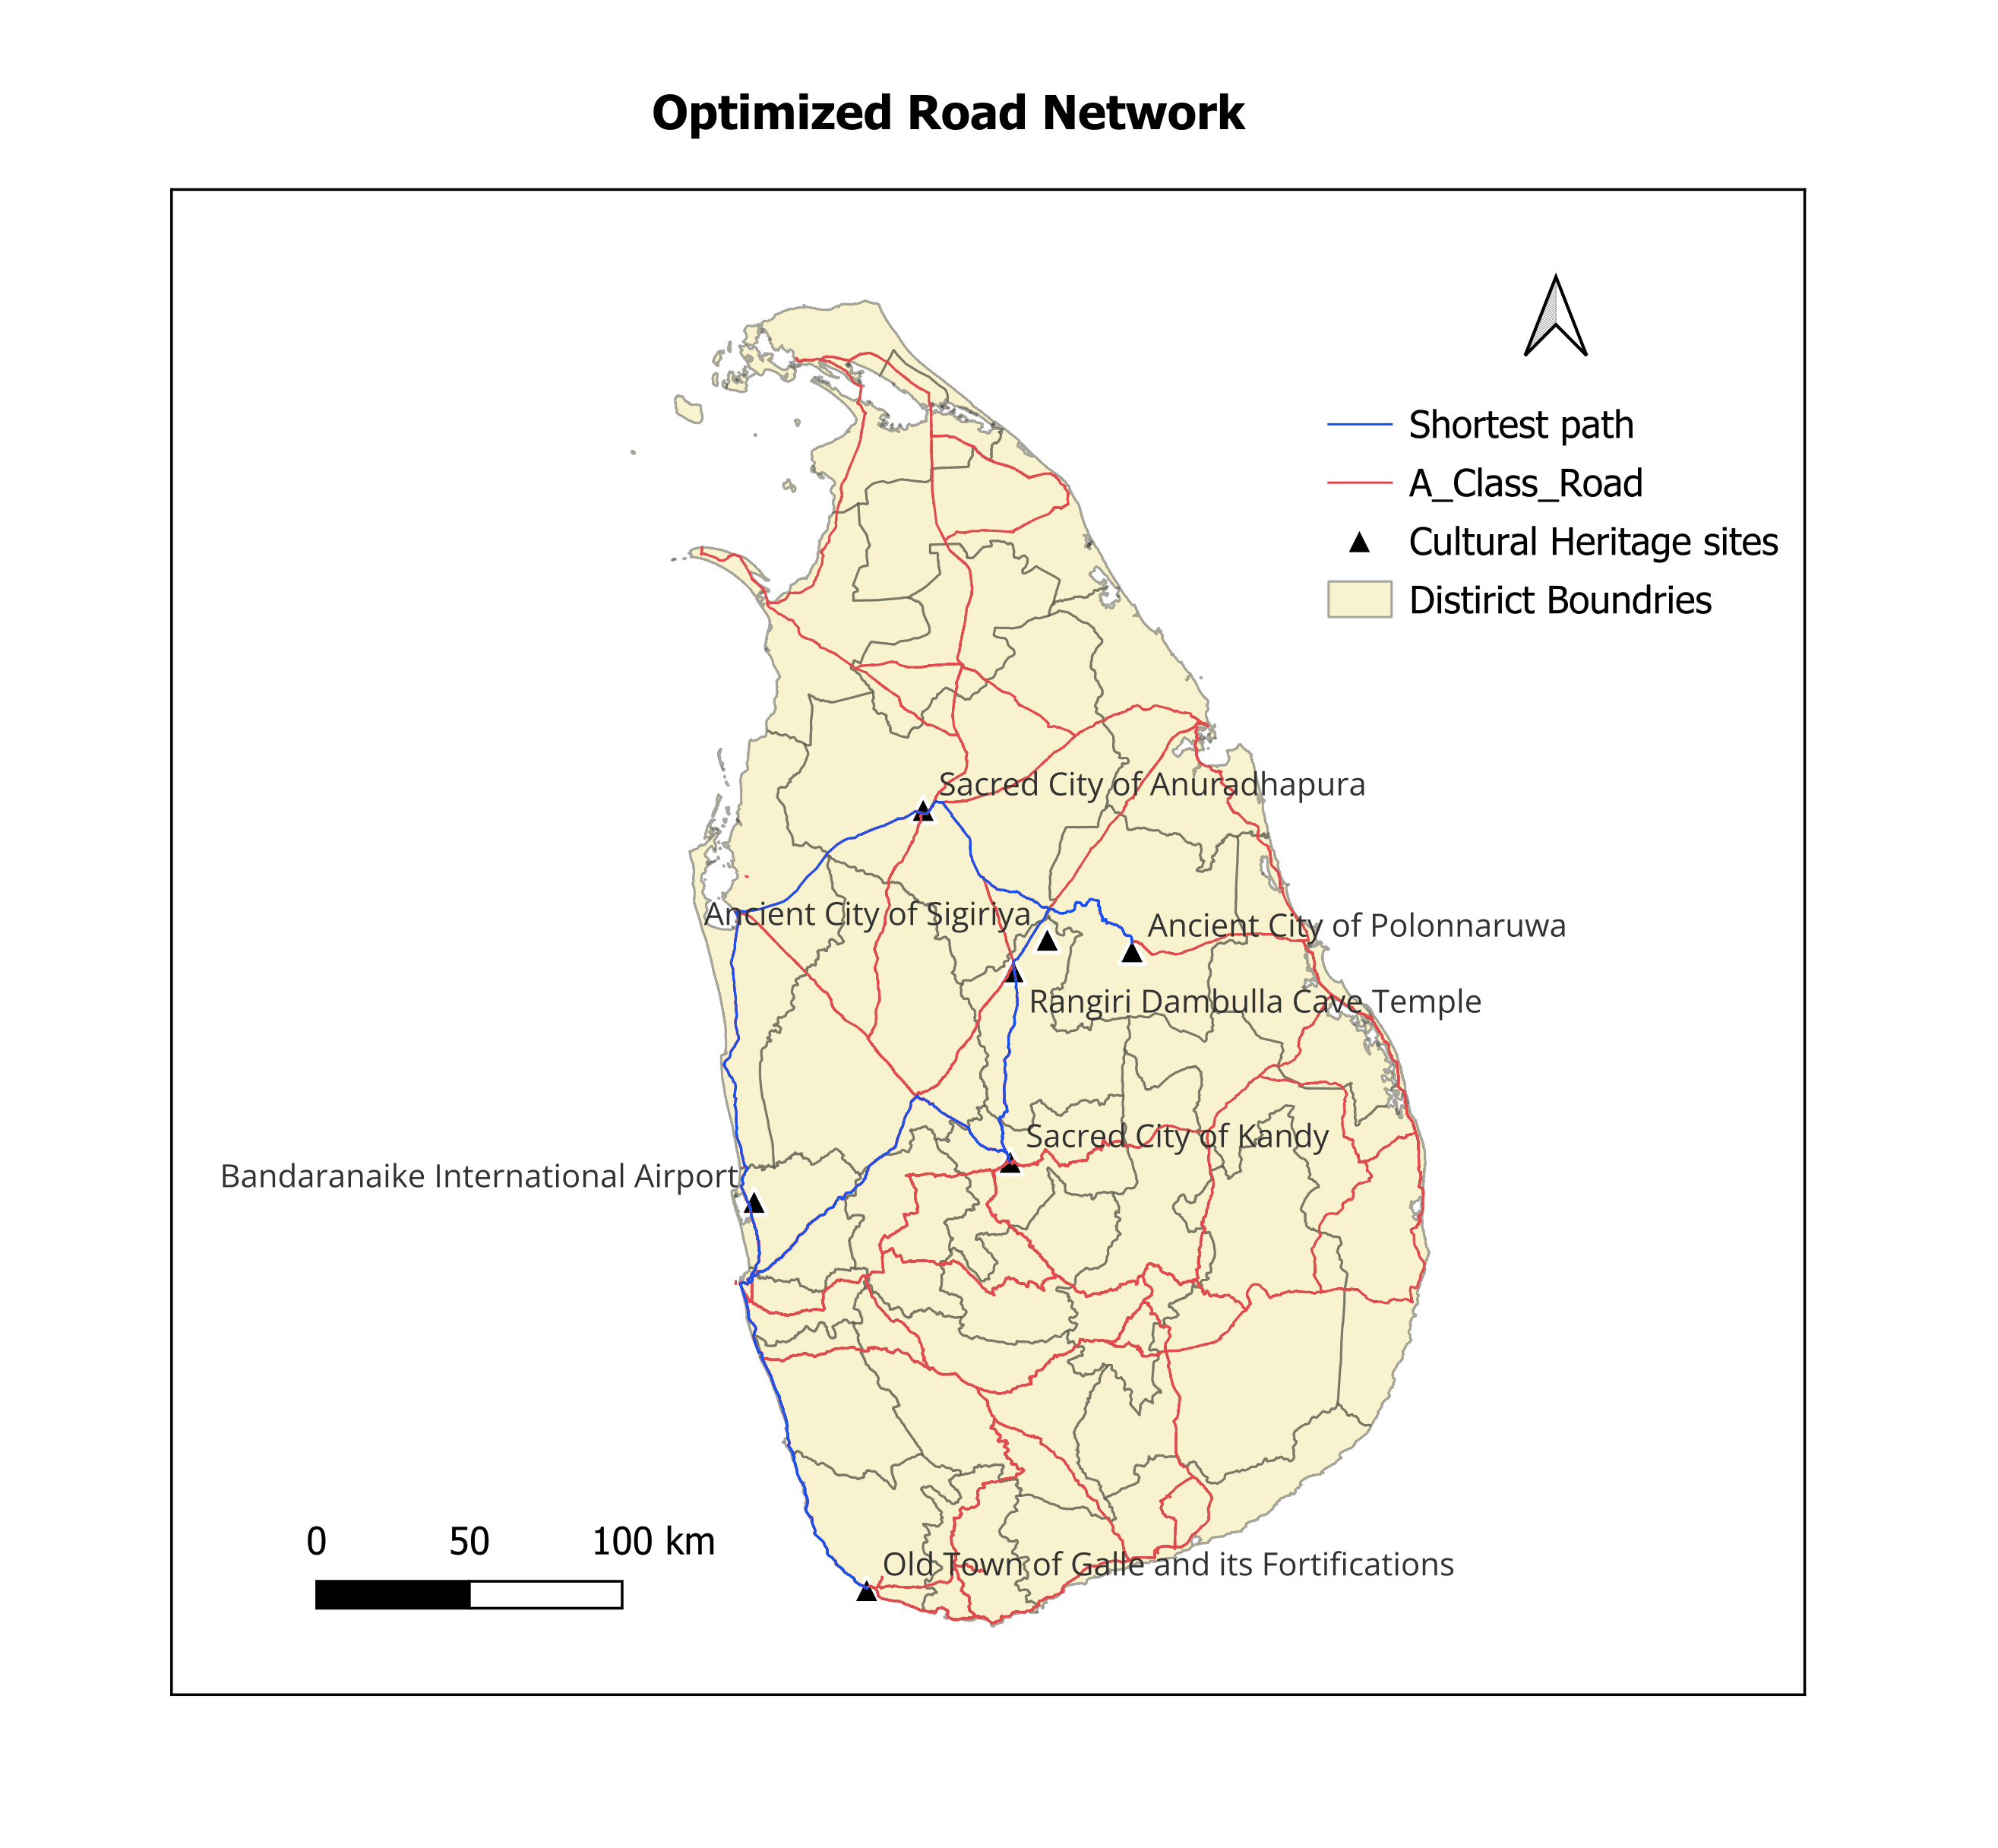 Optimized Road Network
Shortest path
A_Class_Road
Cultural Heritage sites
Distirict Boundries
Sacred City of Anuradhapura
Ancient City of Sigiriya
Ancient City of Polonnaruwa
Rangiri Dambulla Cave Temple
Sacred City of Kandy
Bandaranaike International Airport
0 50 100 km
Old Town of Galle and its Fortifications